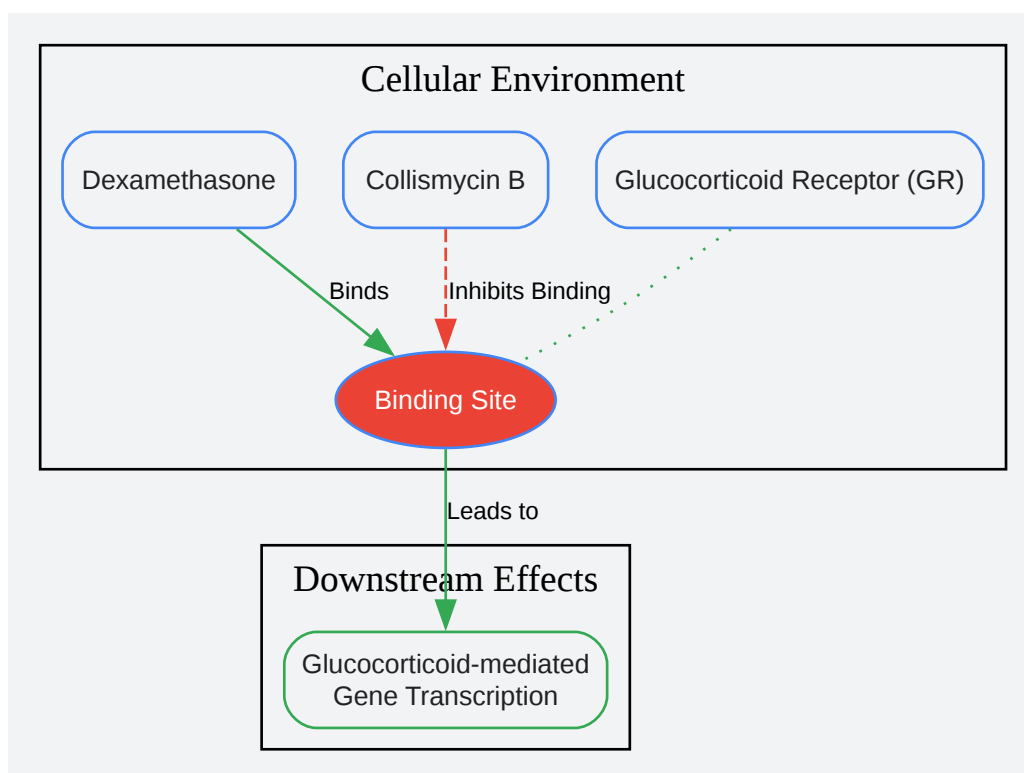 Cellular Environment
Dexamethasone
Collismycin B
Glucocorticoid Receptor (GR)
Binds
Inhibits Binding
Binding Site
Leads to
Downstream Effects
Glucocorticoid-mediated
Gene Transcription